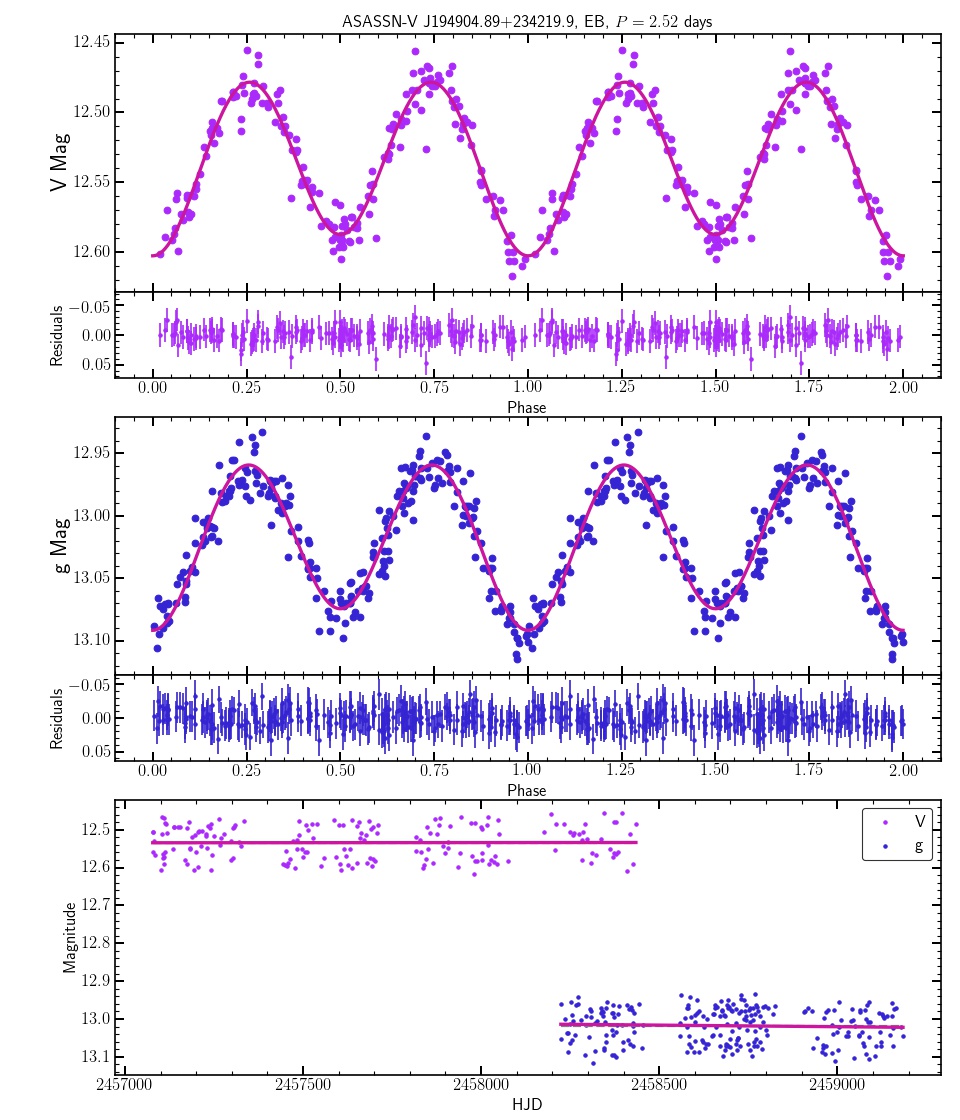 ASASSN-V J194904.89+234219.9, EB, P = 2.52 days
V Mag
12.45
12.50
12.55
12.60
Residuals
−0.05
0.00
0.05
0.00 0.25 0.50 0.75 1.00 1.25 1.50 1.75 2.00
Phase
g Mag
12.95
13.00
13.05
13.10
Residuals
−0.05
0.00
0.05
0.00 0.25 0.50 0.75 1.00 1.25 1.50 1.75 2.00
Phase
Magnitude
12.5
12.6
12.7
12.8
12.9
13.0
13.1
V
g
2457000 2457500 2458000 2458500 2459000
HJD